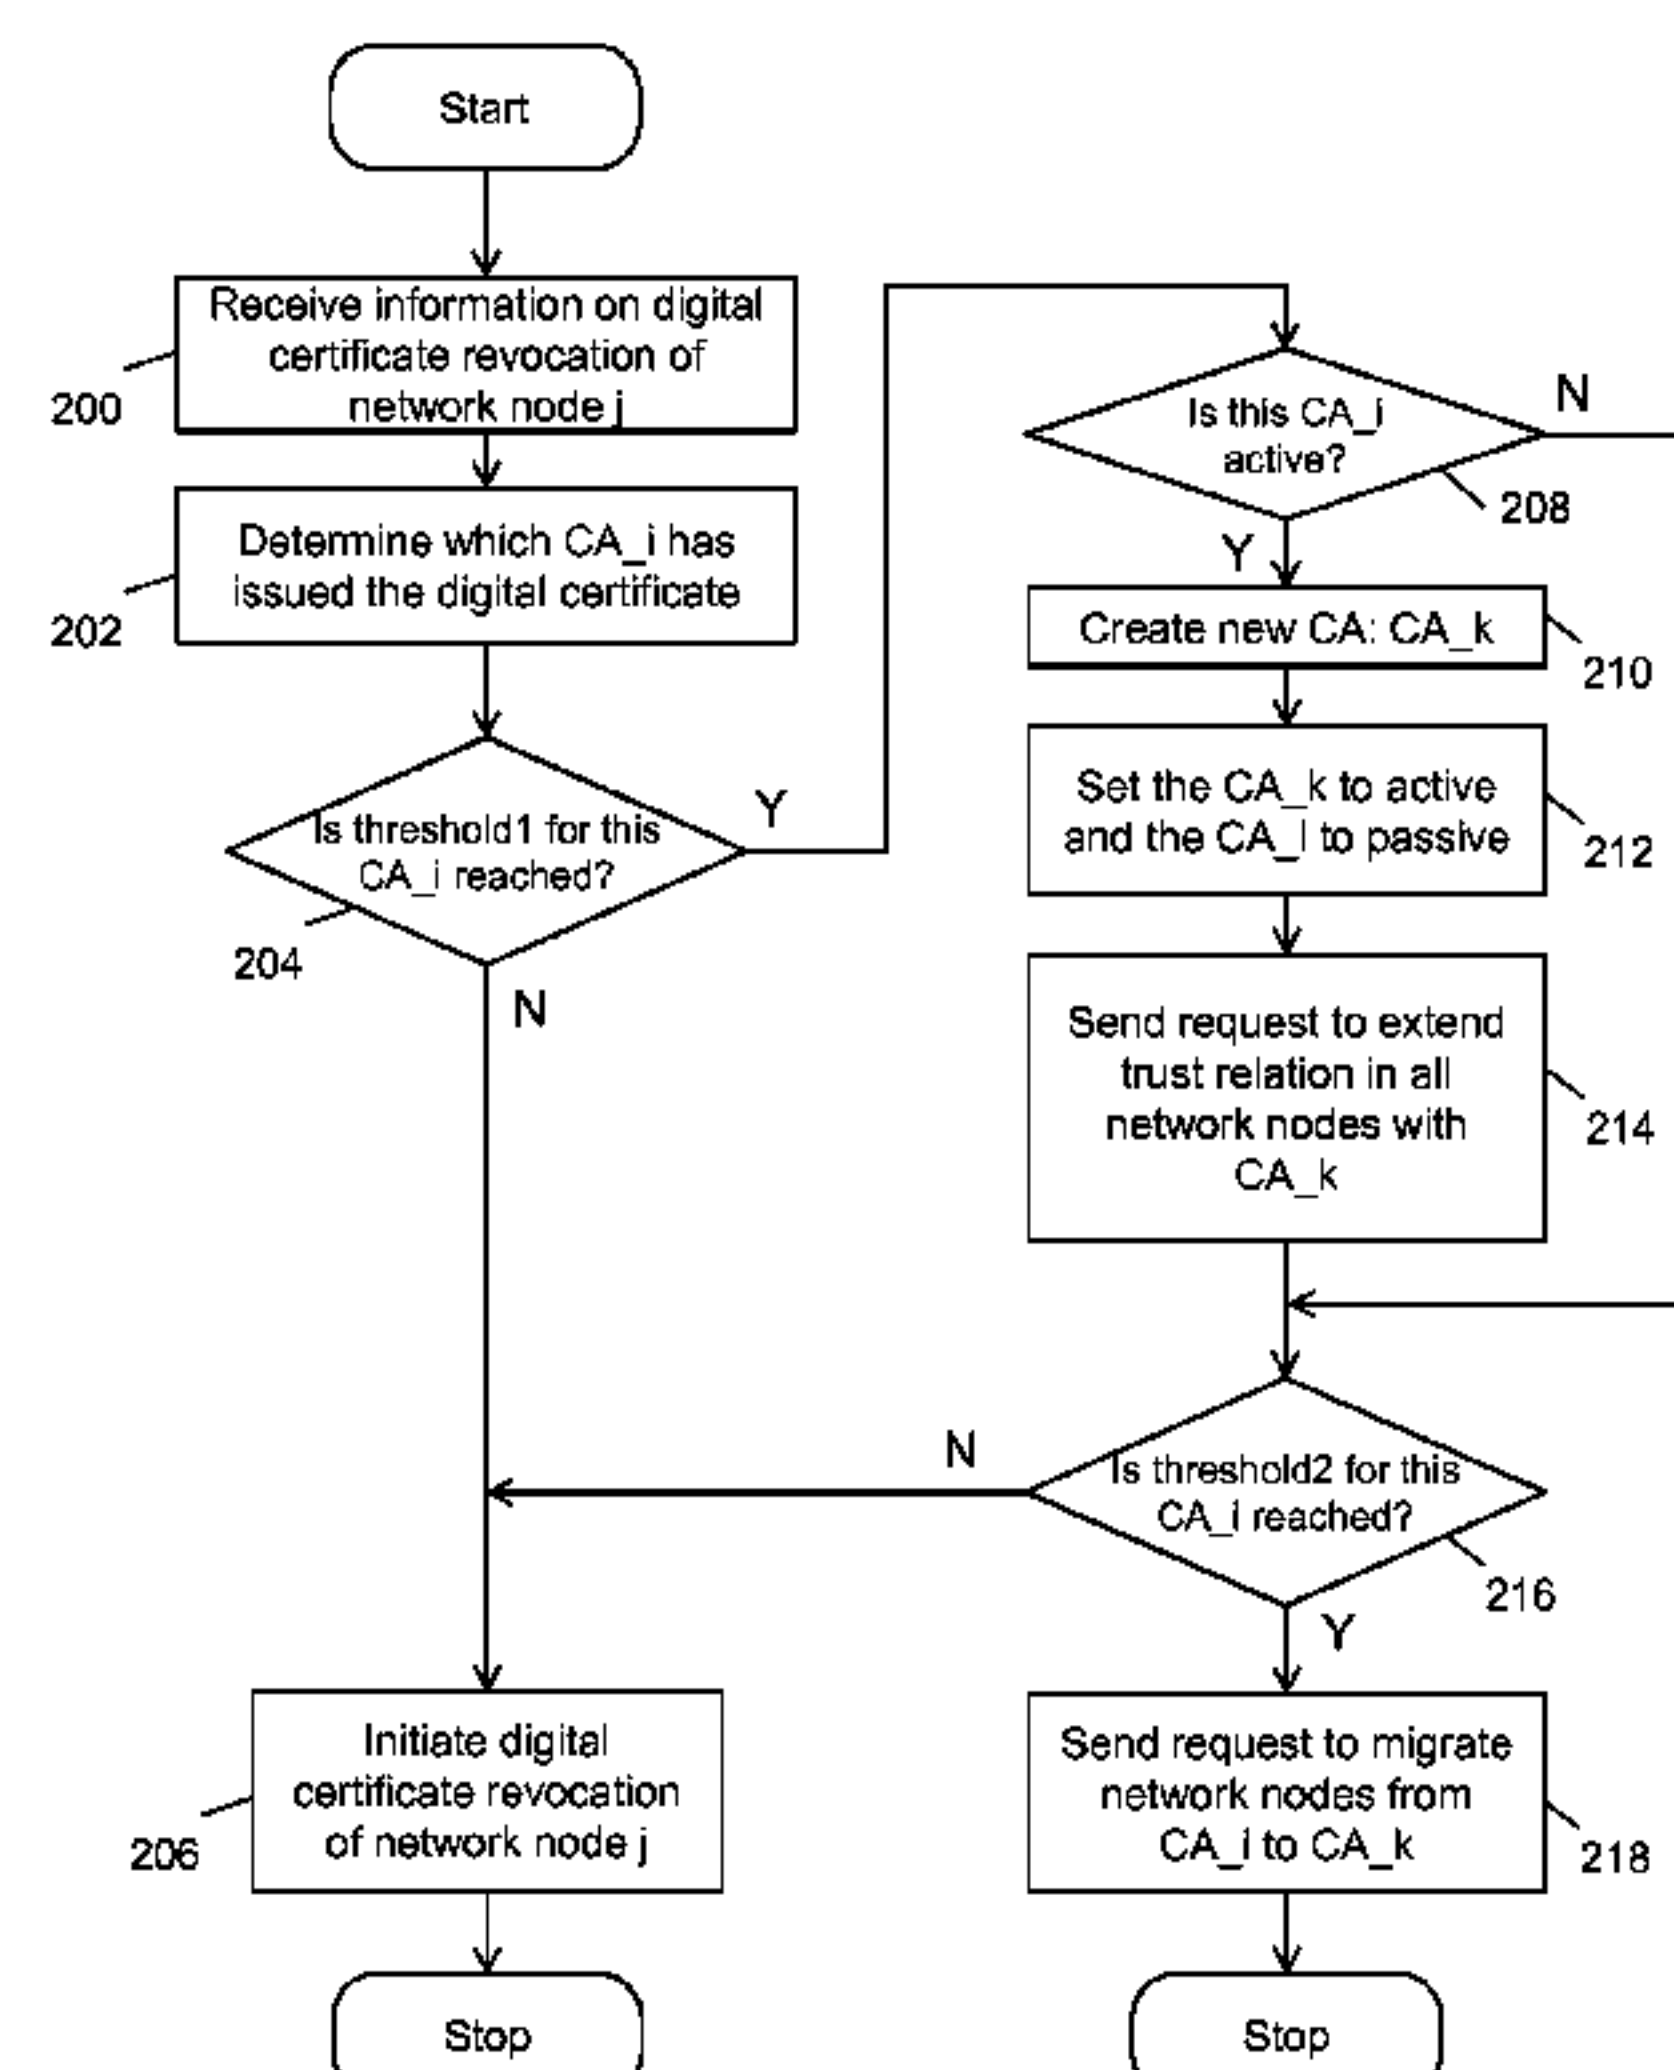 Start
Receive information on digital
certificate revocation of
network node j
200
Determine which CA_i has
issued the digital certificate
202
Is threshold1 for this
CA_i reached?
Y
204
N
Is this CA_i
active?
N
208
Y
Create new CA: CA_k
210
Set the CA_k to active
and the CA_i to passive
212
Send request to extend
trust relation in all
network nodes with
CA_k
214
Is threshold2 for this
CA_i reached?
N
216
Y
Initiate digital
certificate revocation
of network node j
206
Send request to migrate
network nodes from
CA_i to CA_k
218
Stop
Stop